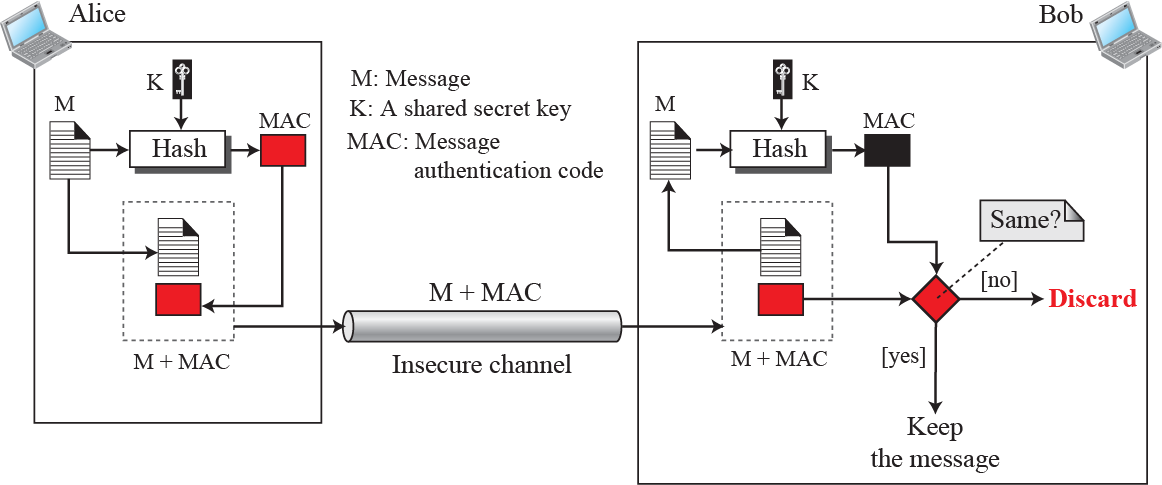 Alice
Bob
K
M: Message
K: A shared secret key
MAC: Message
authentication code
M
Hash
MAC
M + MAC
M + MAC
Insecure channel
K
M
Hash
MAC
Same?
[no]
Discard
M + MAC
[yes]
Keep
the message